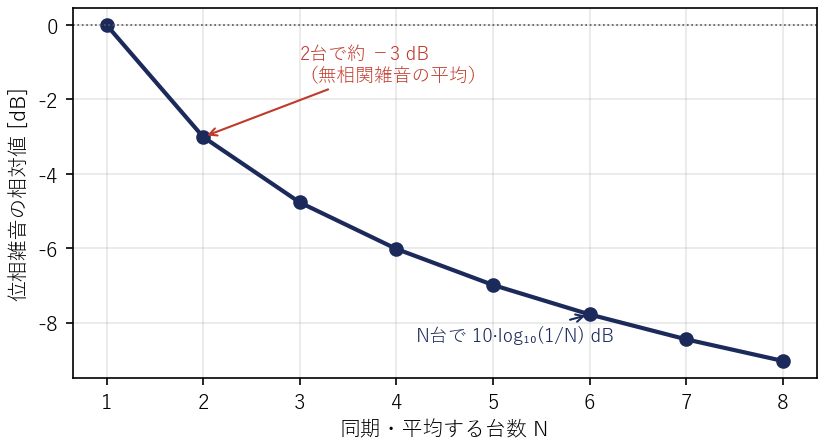 位相雑音の相対値 [dB]
0
-2
-4
-6
-8
2台で約 －3 dB
（無相関雑音の平均）
N台で 10·log₁₀(1/N) dB
1 2 3 4 5 6 7 8
同期・平均する台数 N